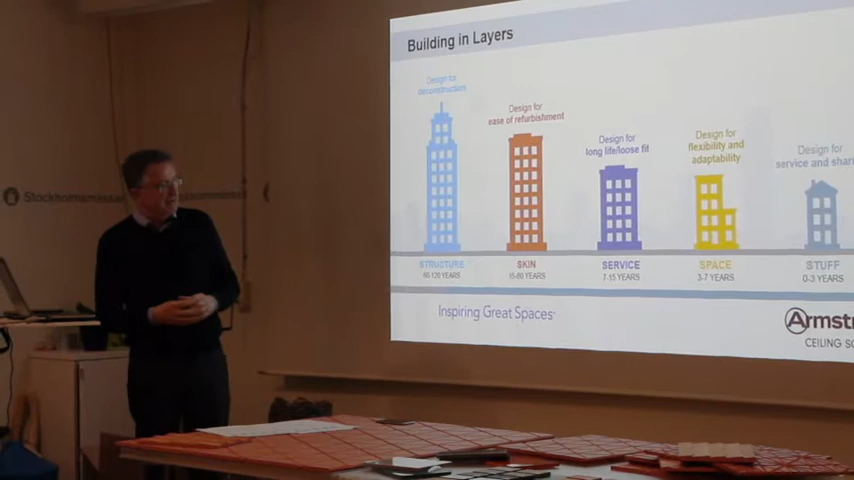 Building in Layers
Design for
deconstruction
Design for
ease of refurbishment
Design for
long life/loose fit
Design for
flexibility and
adaptability
Design for
service and shari
STRUCTURE
60-120 YEARS
SKIN
15-60 YEARS
SERVICE
7-15 YEARS
SPACE
3-7 YEARS
STUFF
0-3 YEARS
Inspiring Great Spaces
Armstr
CEILING SO